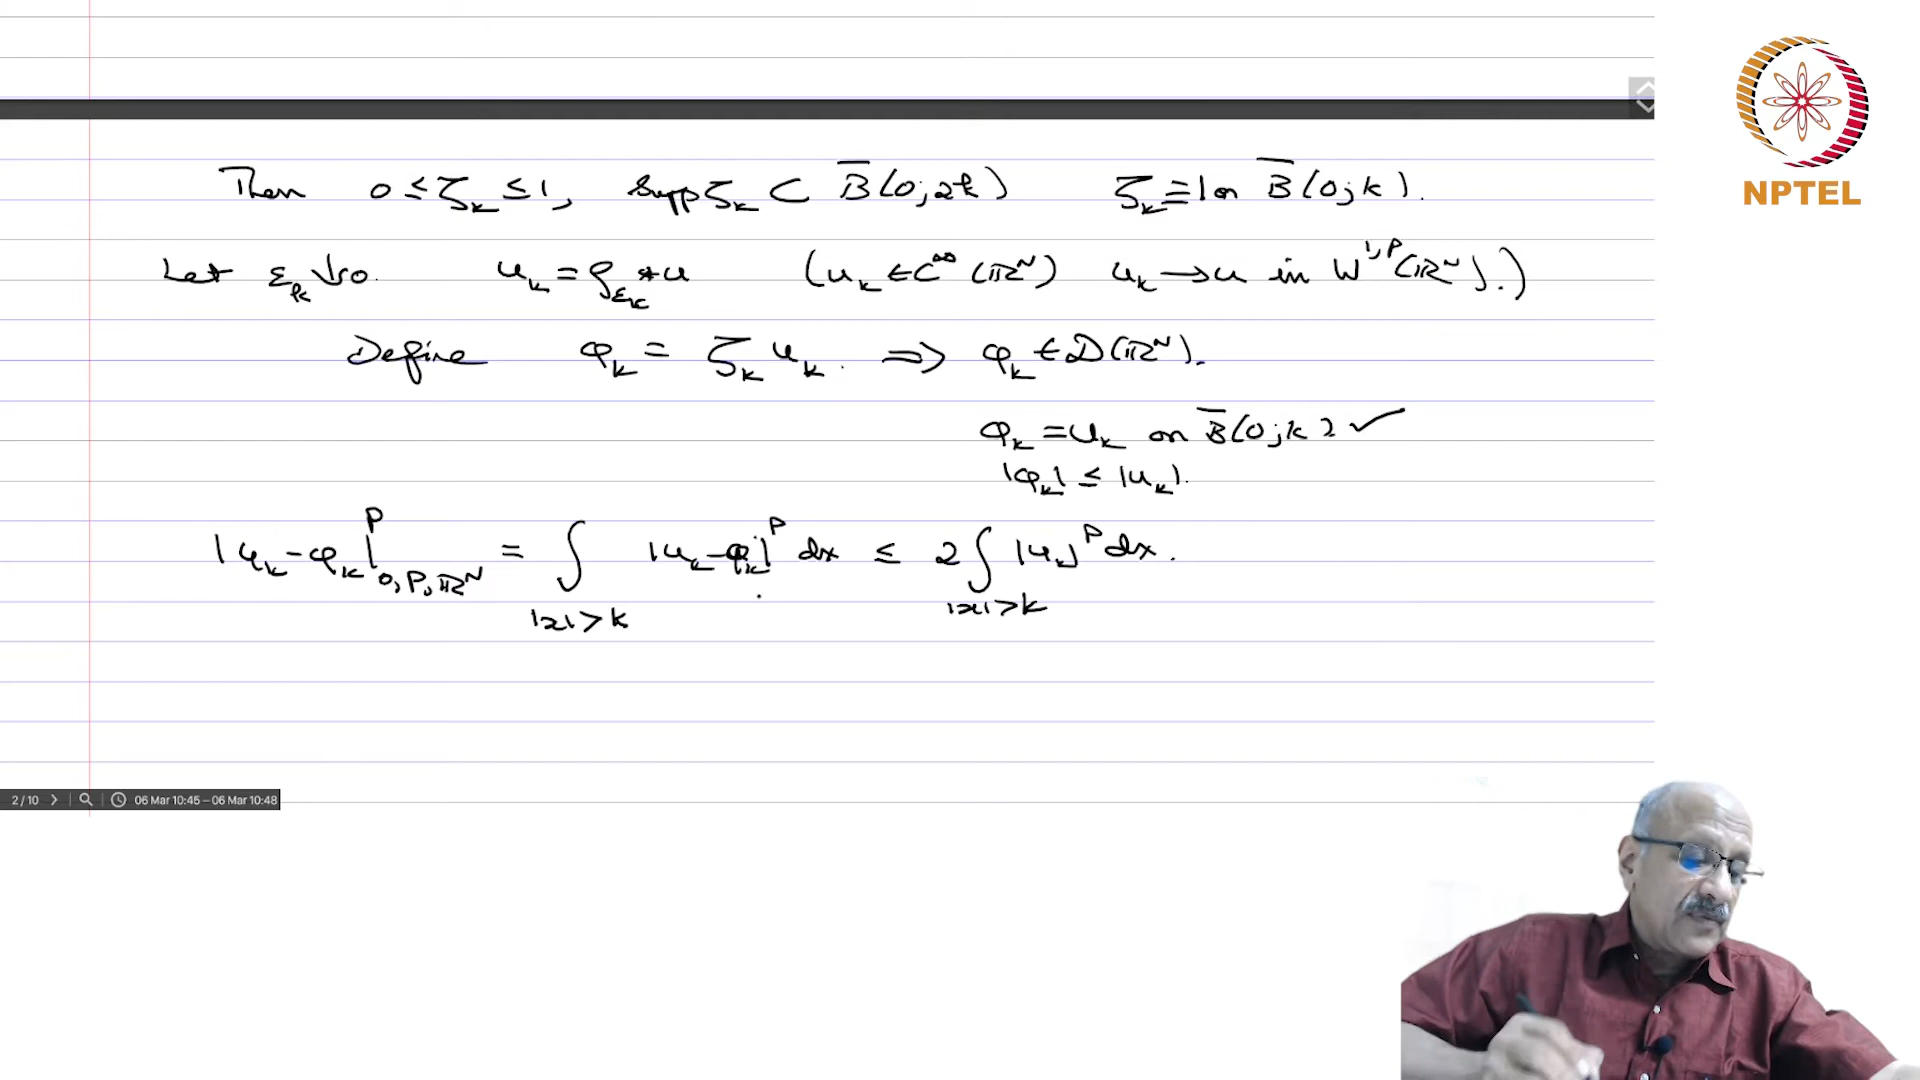 NPTEL
Then 0 ≤ ζ_k ≤ 1, supp ζ_k ⊂ B̅(0;2k) ζ_k ≡ 1 on B̅(0;k).
Let ε_k ↓ 0. u_k = ρ_{ε_k} * u (u_k ∈ C^∞(ℝ^N) u_k → u in W^{1,p}(ℝ^N).)
Define φ_k = ζ_k u_k. ⟹ φ_k ∈ 𝒟(ℝ^N).
φ_k = u_k on B̅(0;k) ✓
|φ_k| ≤ |u_k|.
|u_k - φ_k|^p_{0,p,ℝ^N} = ∫_{|x|>k} |u_k - φ_k|^p dx ≤ 2 ∫_{|x|>k} |u_k|^p dx.
2 / 10 06 Mar 10:45 – 06 Mar 10:48